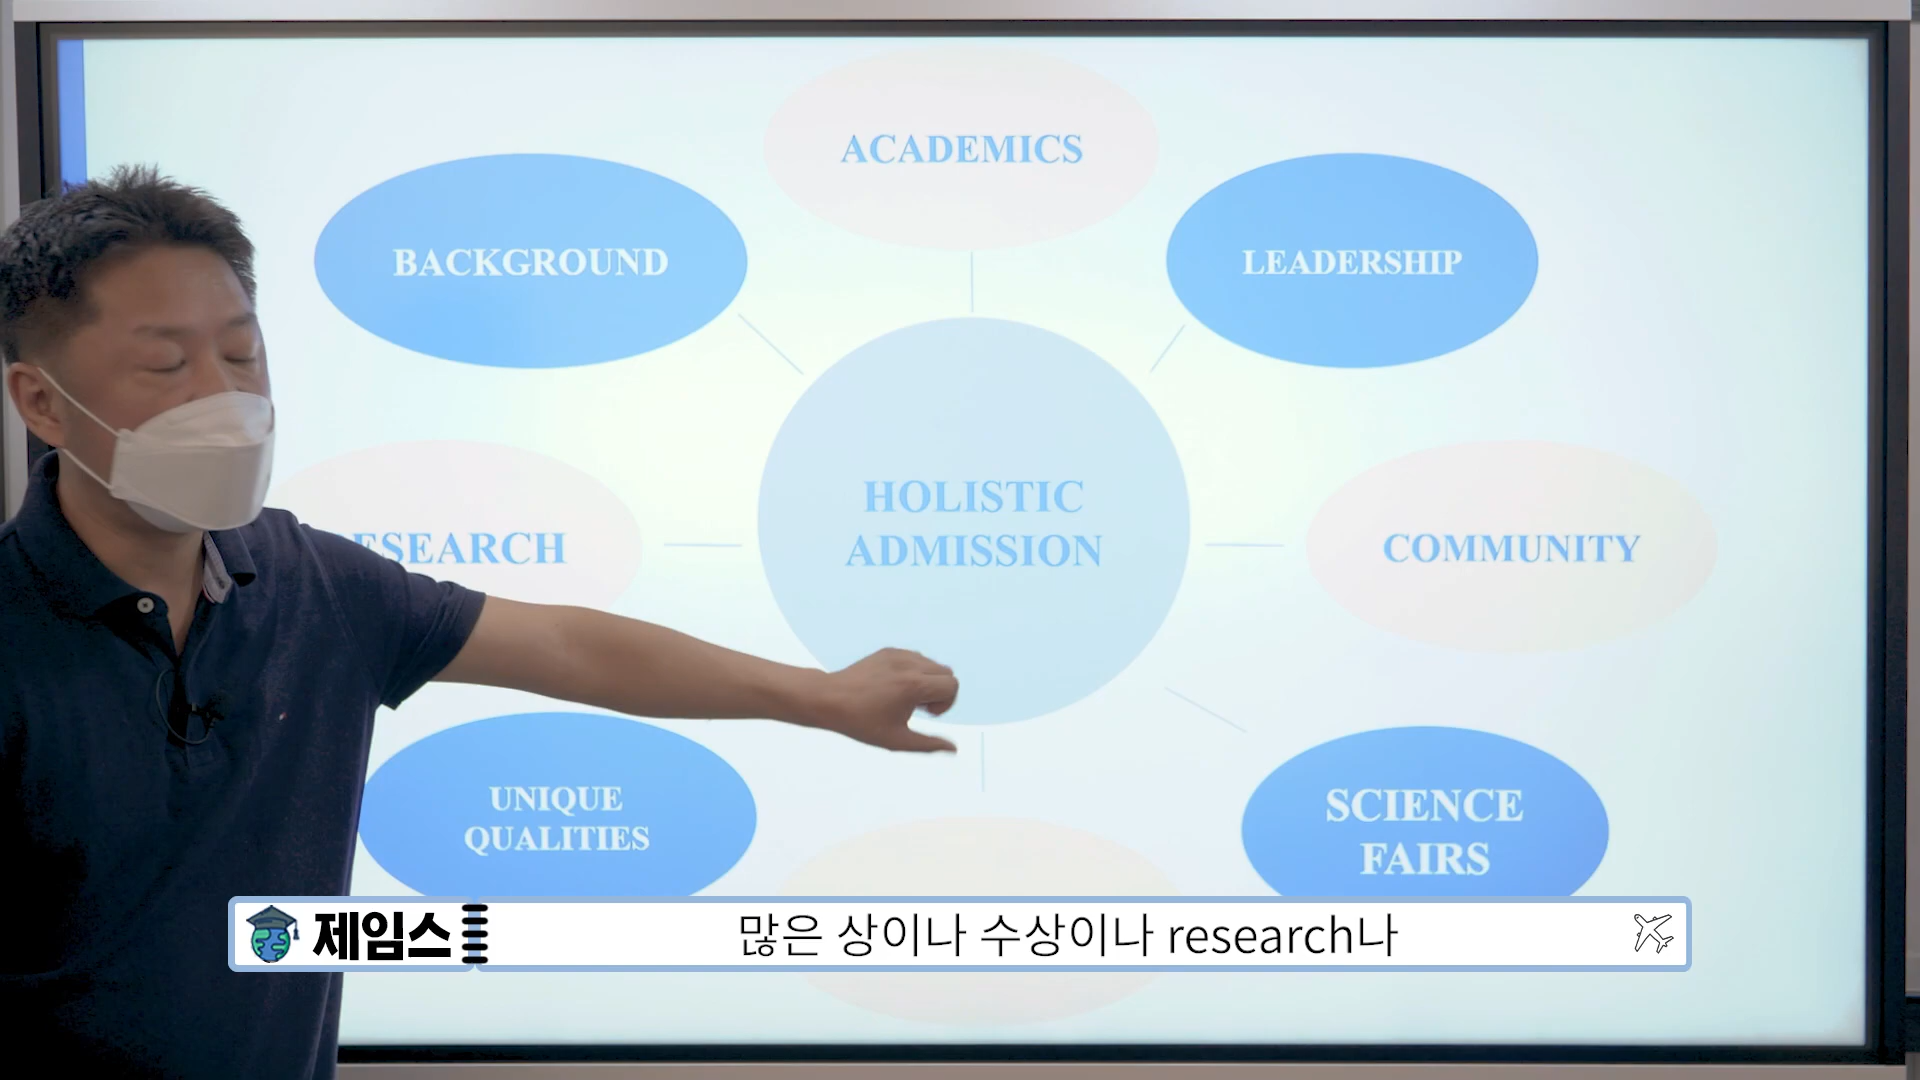 ACADEMICS
BACKGROUND
LEADERSHIP
HOLISTIC
ADMISSION
ESEARCH
COMMUNITY
UNIQUE
QUALITIES
SCIENCE
FAIRS
제임스
많은 상이나 수상이나 research나